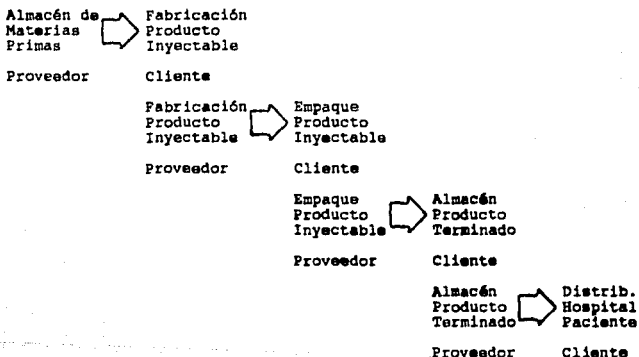 Almacén de Fabricación
Materias Producto
Primas Inyectable
Proveedor Cliente
Fabricación Empaque
Producto Producto
Inyectable Inyectable
Proveedor Cliente
Empaque Almacén
Producto Producto
Inyectable Terminado
Proveedor Cliente
Almacén Distrib.
Producto Hospital
Terminado Paciente
Proveedor Cliente